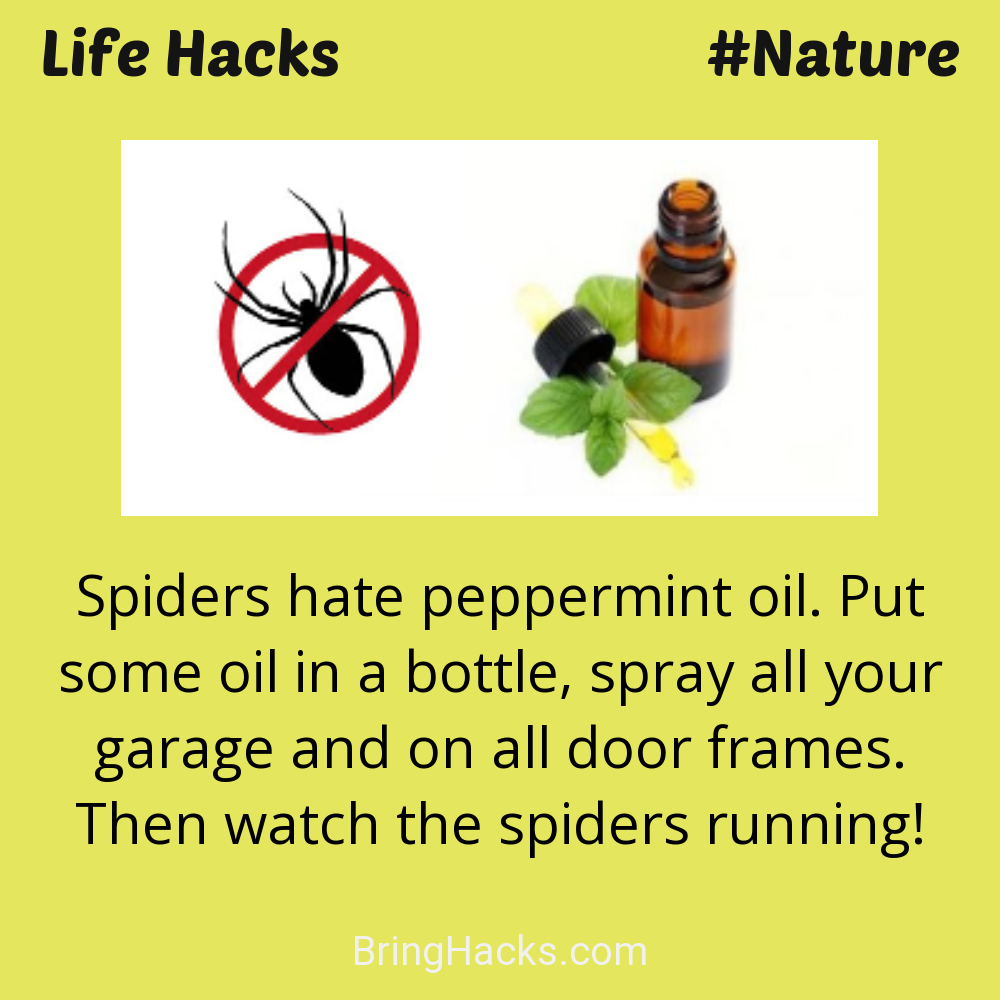 Life Hacks
#Nature
Spiders hate peppermint oil. Put
some oil in a bottle, spray all your
garage and on all door frames.
Then watch the spiders running!
BringHacks.com